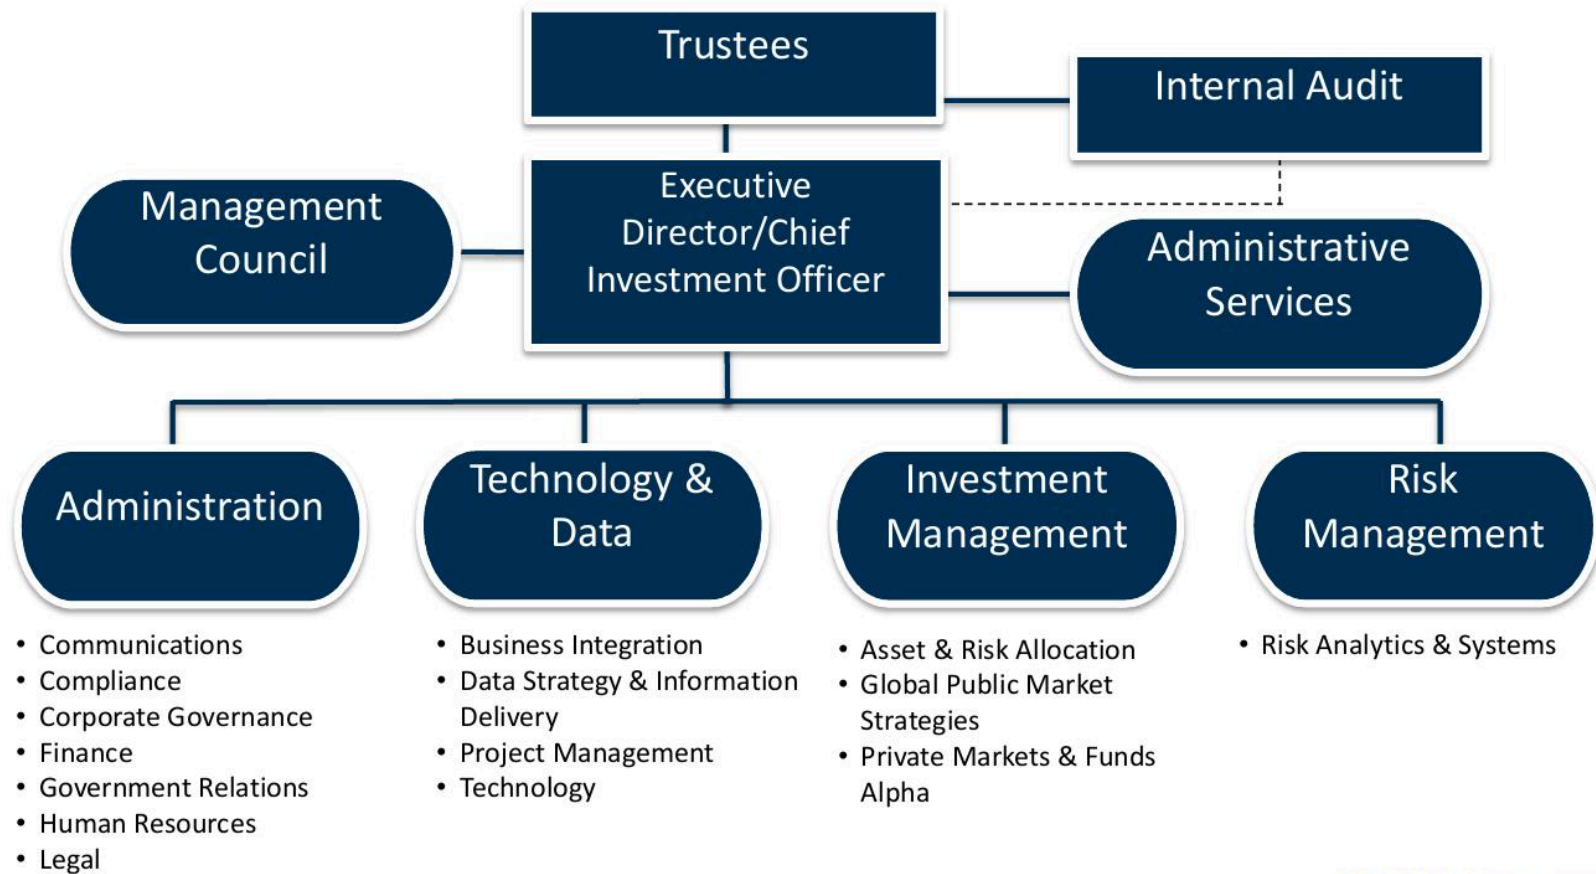 Trustees
Internal Audit
Executive
Director/Chief
Investment Officer
Management
Council
Administrative
Services
Administration
Technology &
Data
Investment
Management
Risk
Management
• Communications
• Compliance
• Corporate Governance
• Finance
• Government Relations
• Human Resources
• Legal
• Business Integration
• Data Strategy & Information
Delivery
• Project Management
• Technology
• Asset & Risk Allocation
• Global Public Market
Strategies
• Private Markets & Funds
Alpha
• Risk Analytics & Systems